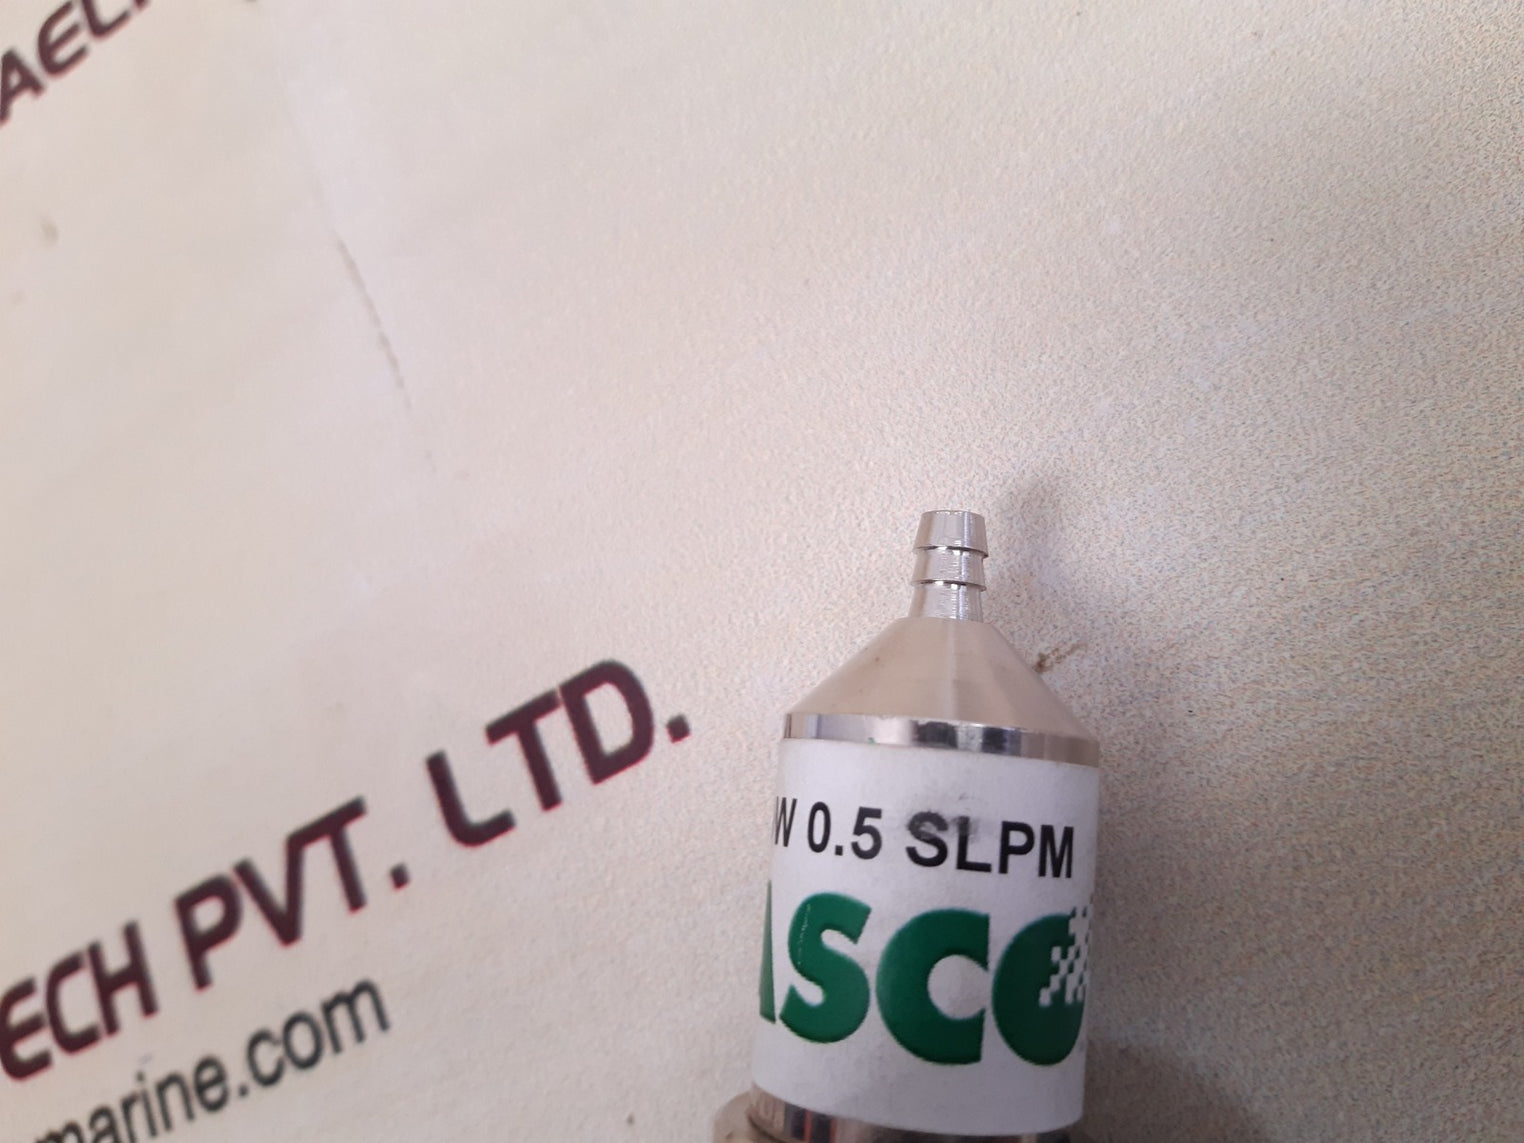 AELI
ECH PVT. LTD.
marine.com
W 0.5 SLPM
ASCO